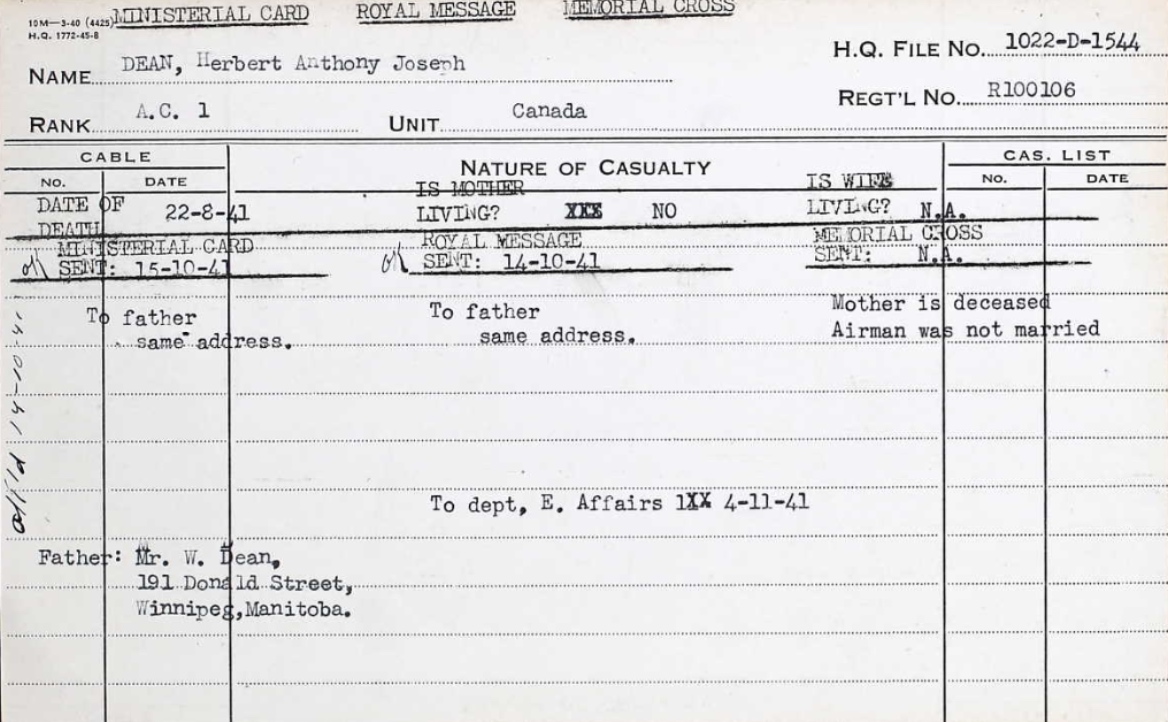 10M—3-40 (4425) MINISTERIAL CARD ROYAL MESSAGE MEMORIAL CROSS
H.Q. 1772-45-8
NAME DEAN, Herbert Anthony Joseph H.Q. FILE NO. 1022-D-1544
RANK A.C. 1 UNIT Canada REGT'L NO. R100106
CABLE NATURE OF CASUALTY CAS. LIST
NO. DATE NO. DATE
DATE OF DEATH 22-8-41 IS MOTHER LIVING? XXX NO IS WIFE LIVING? N.A.
MINISTERIAL CARD SENT: 15-10-41 ROYAL MESSAGE SENT: 14-10-41 MEMORIAL CROSS SENT: N.A.
To father To father Mother is deceased
same address. same address. Airman was not married
14-10-41
To dept, E. Affairs 1XX 4-11-41
Father: Mr. W. Dean,
191 Donald Street,
Winnipeg,Manitoba.